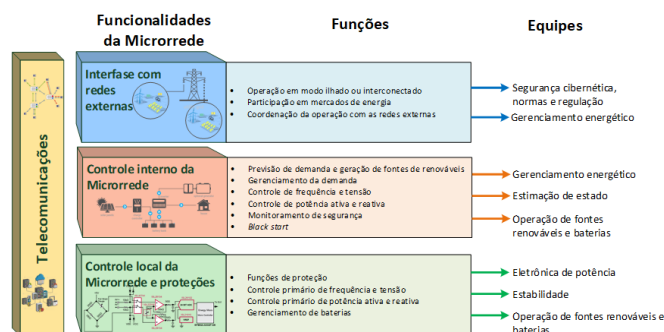 Funcionalidades
da Microrrede
Funções
Equipes
Telecomunicações
Interfase com
redes
externas
• Operação em modo ilhado ou interconectado
• Participação em mercados de energia
• Coordenação da operação com as redes externas
Segurança cibernética,
normas e regulação
Gerenciamento energético
Controle interno da
Microrrede
• Previsão de demanda e geração de fontes de renováveis
• Gerenciamento da demanda
• Controle de frequência e tensão
• Controle de potência ativa e reativa
• Monitoramento de segurança
• Black start
Gerenciamento energético
Estimação de estado
Operação de fontes
renováveis e baterias
Controle local da
Microrrede e proteções
• Funções de proteção
• Controle primário de frequência e tensão
• Controle primário de potência ativa e reativa
• Gerenciamento de baterias
Eletrônica de potência
Estabilidade
Operação de fontes renováveis e
baterias